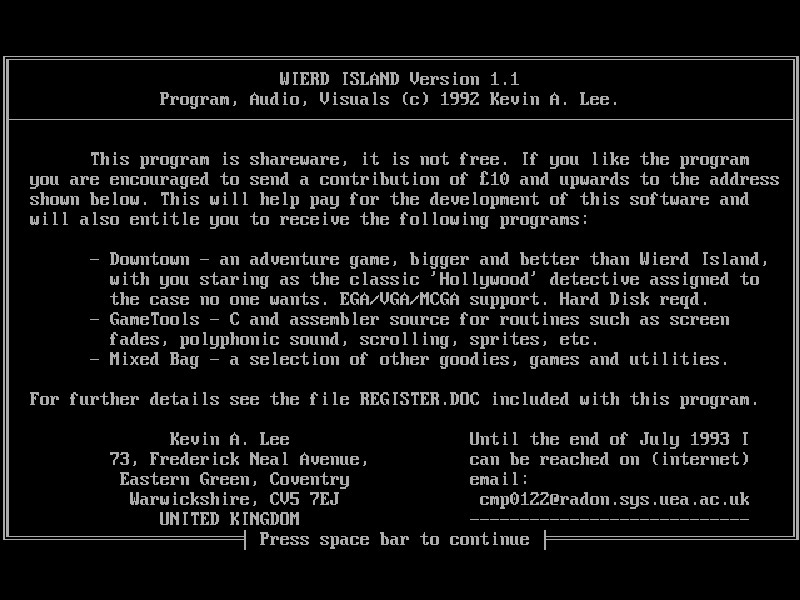 WIERD ISLAND Version 1.1
Program, Audio, Visuals (c) 1992 Kevin A. Lee.
This program is shareware, it is not free. If you like the program
you are encouraged to send a contribution of £10 and upwards to the address
shown below. This will help pay for the development of this software and
will also entitle you to receive the following programs:
- Downtown - an adventure game, bigger and better than Wierd Island,
with you staring as the classic 'Hollywood' detective assigned to
the case no one wants. EGA/VGA/MCGA support. Hard Disk reqd.
- GameTools - C and assembler source for routines such as screen
fades, polyphonic sound, scrolling, sprites, etc.
- Mixed Bag - a selection of other goodies, games and utilities.
For further details see the file REGISTER.DOC included with this program.
Kevin A. Lee
73, Frederick Neal Avenue,
Eastern Green, Coventry
Warwickshire, CV5 7EJ
UNITED KINGDOM
Until the end of July 1993 I
can be reached on (internet)
email:
cmp0122@radon.sys.uea.ac.uk
----------------------------
Press space bar to continue